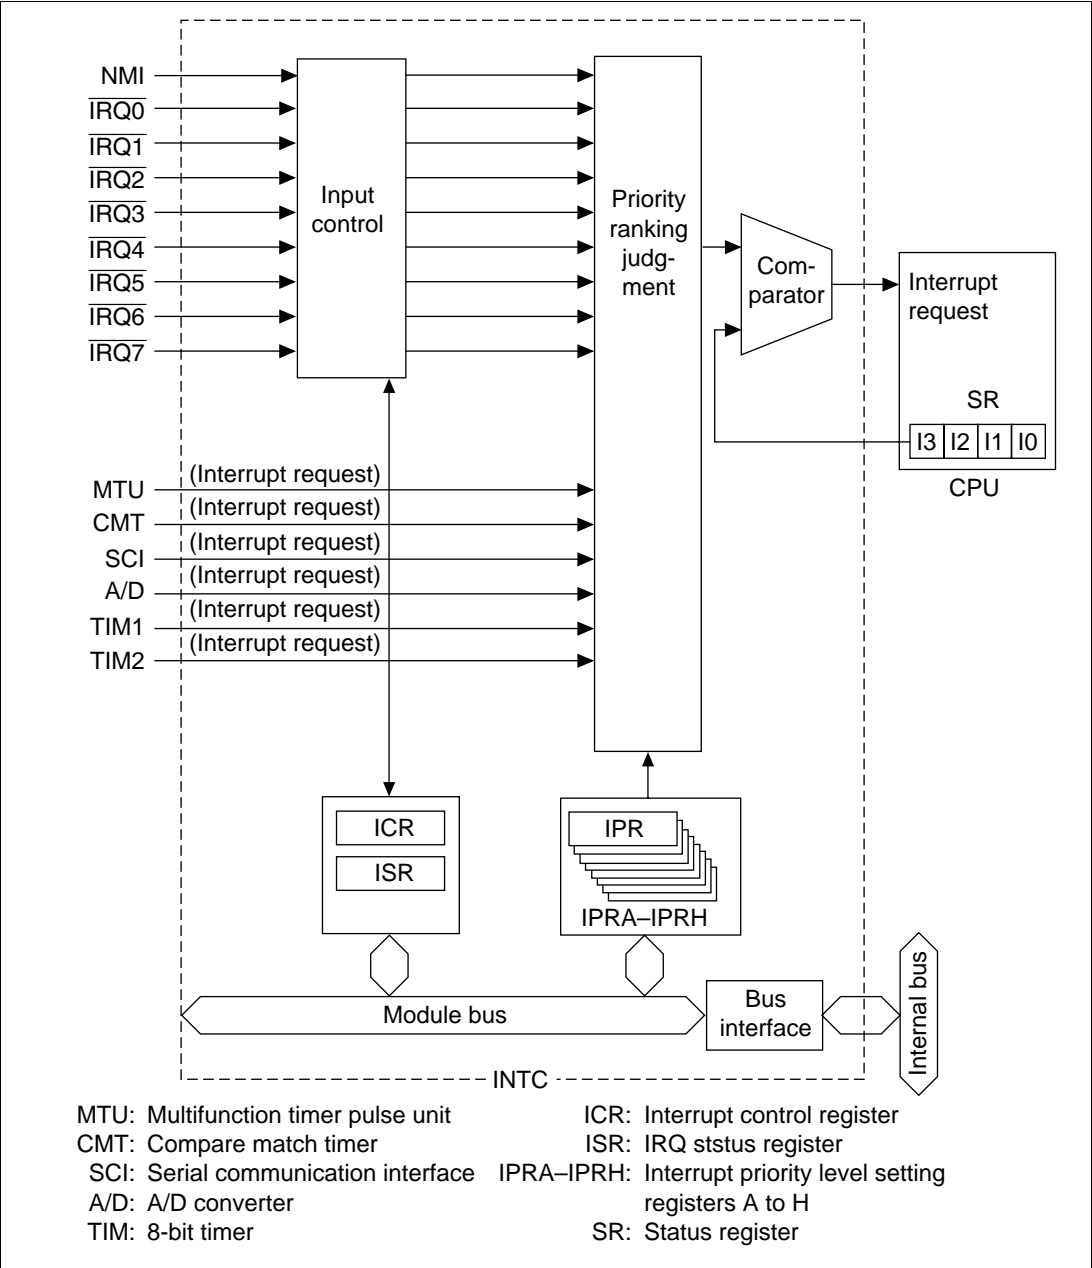 NMI
IRQ0
IRQ1
IRQ2
IRQ3
IRQ4
IRQ5
IRQ6
IRQ7
Input
control
Priority
ranking
judg-
ment
Com-
parator
Interrupt
request
SR
I3 I2 I1 I0
CPU
MTU (Interrupt request)
CMT (Interrupt request)
SCI (Interrupt request)
A/D (Interrupt request)
TIM1 (Interrupt request)
TIM2 (Interrupt request)
ICR
ISR
IPR
IPRA–IPRH
Module bus
Bus
interface
Internal bus
INTC
MTU: Multifunction timer pulse unit
CMT: Compare match timer
SCI: Serial communication interface
A/D: A/D converter
TIM: 8-bit timer
ICR: Interrupt control register
ISR: IRQ ststus register
IPRA–IPRH: Interrupt priority level setting
registers A to H
SR: Status register